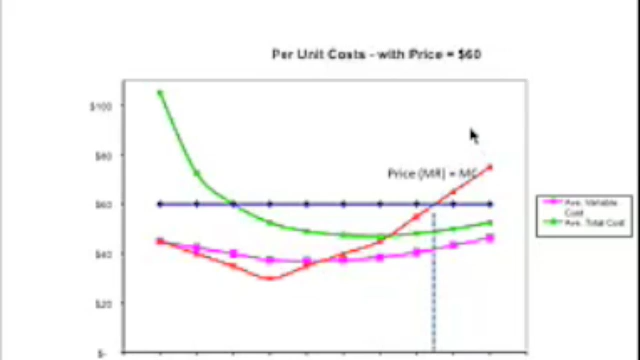 Per Unit Costs - with Price = $60
$100
$80
Price (MR) = MC
$60
Ave. Variable
Cost
Ave. Total Cost
$40
$20
$-